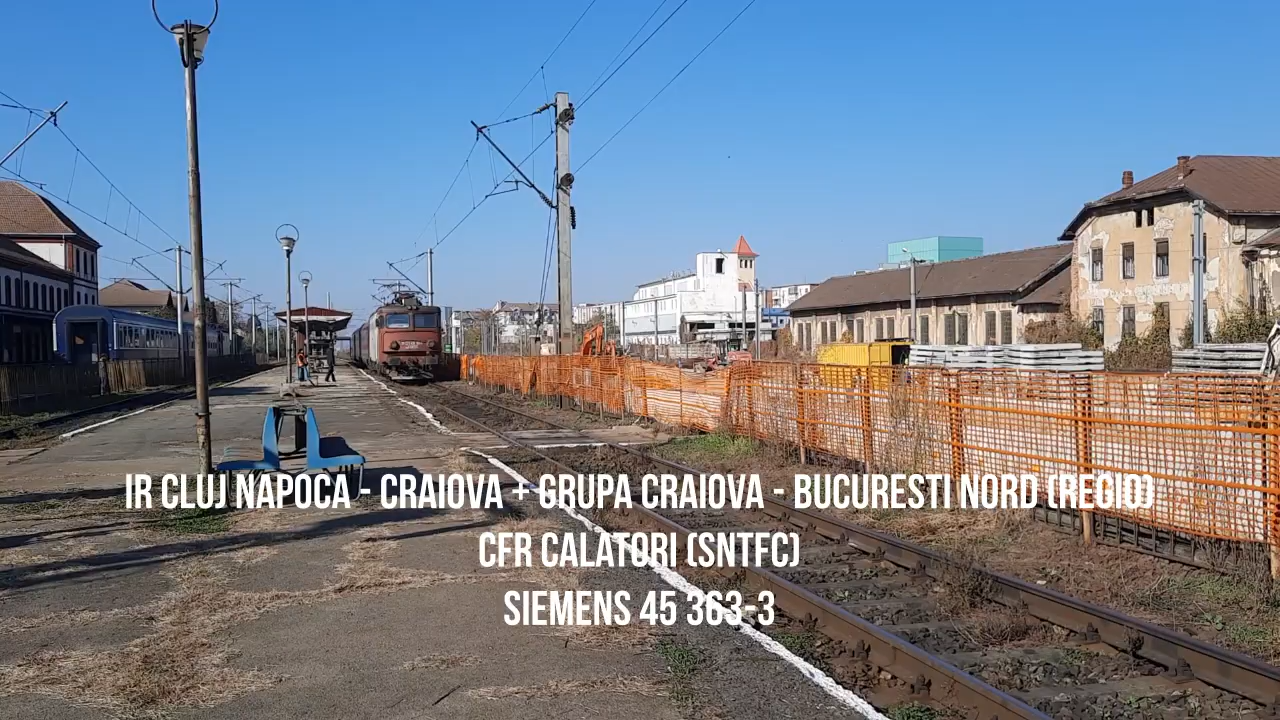 IR CLUJ NAPOCA - CRAIOVA + GRUPA CRAIOVA - BUCURESTI NORD (REGIO)
CFR CALATORI (SNTFC)
SIEMENS 45 363-3